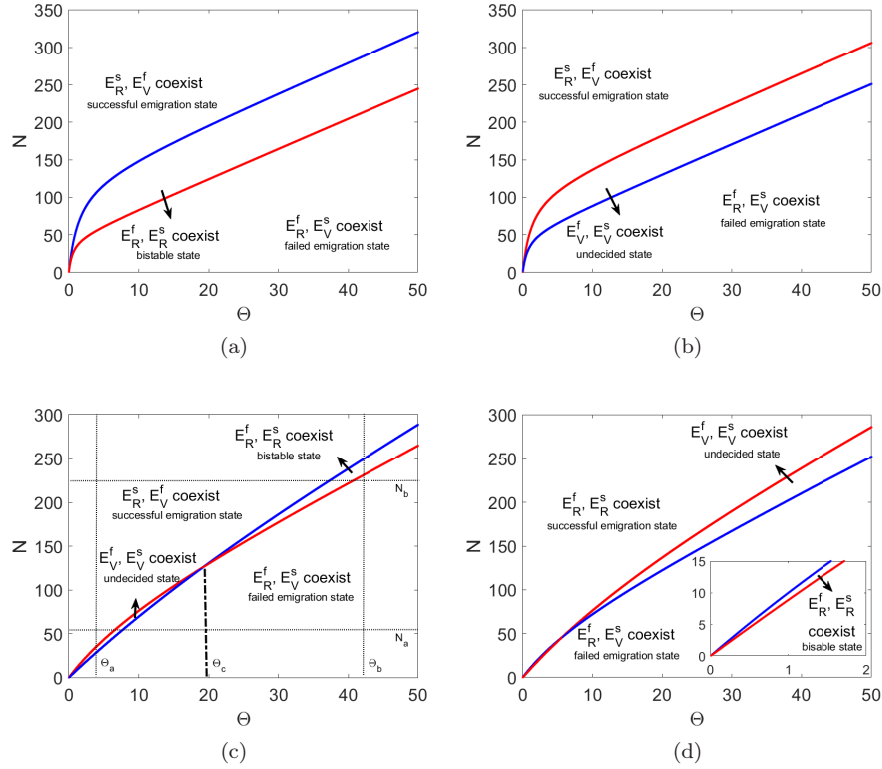 350
300
250
200
150
100
50
0
N
E_R^s, E_V^f coexist
successful emigration state
E_R^f, E_R^s coexist
bistable state
E_R^f, E_V^s coexist
failed emigration state
0 10 20 30 40 50
Θ
(a)
350
300
250
200
150
100
50
0
N
E_R^s, E_V^f coexist
successful emigration state
E_V^f, E_V^s coexist
undecided state
E_R^f, E_V^s coexist
failed emigration state
0 10 20 30 40 50
Θ
(b)
300
250
200
150
100
50
0
N
E_R^f, E_R^s coexist
bistable state
N_b
E_R^s, E_V^f coexist
successful emigration state
E_V^f, E_V^s coexist
undecided state
E_R^f, E_V^s coexist
failed emigration state
N_a
Θ_a Θ_c Θ_b
0 10 20 30 40 50
Θ
(c)
300
250
200
150
100
50
0
N
E_V^f, E_V^s coexist
undecided state
E_R^f, E_R^s coexist
successful emigration state
E_R^f, E_V^s coexist
failed emigration state
15
10
5
0
E_R^f, E_R^s
coexist
bisable state
0 1 2
0 10 20 30 40 50
Θ
(d)